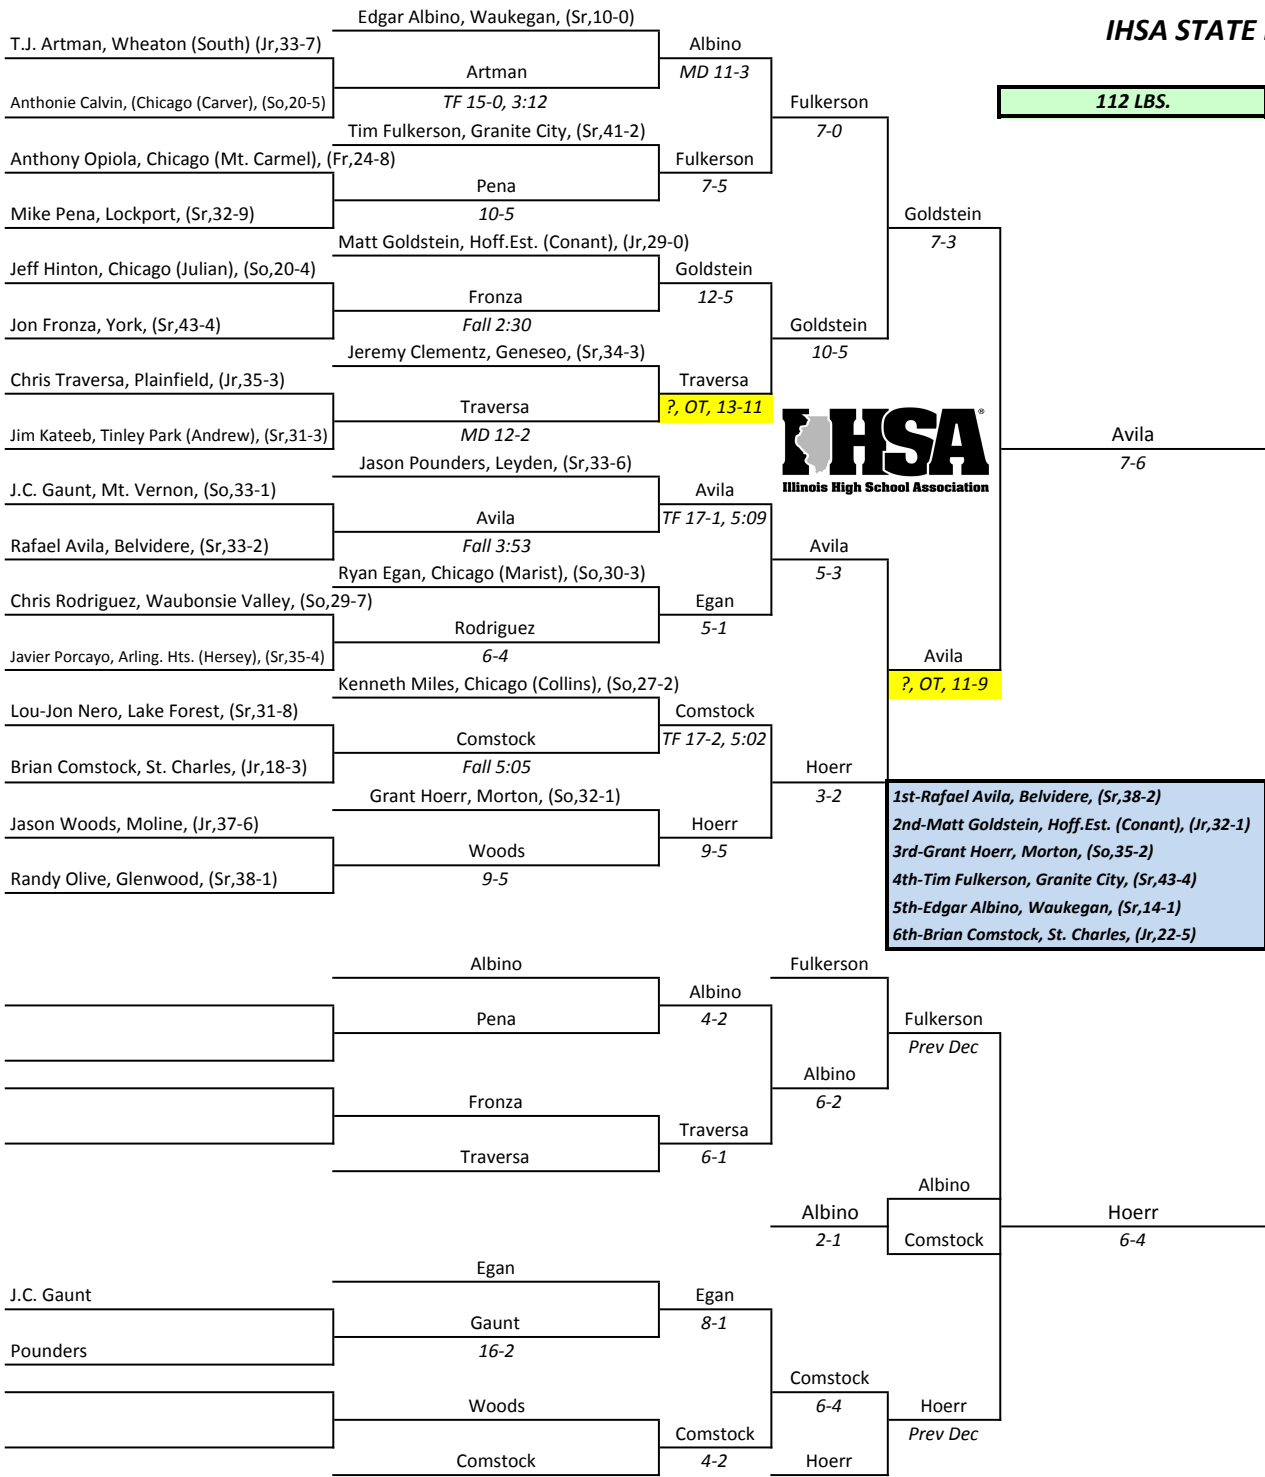 Edgar Albino, Waukegan, (Sr,10-0)
IHSA STATE
T.J. Artman, Wheaton (South) (Jr,33-7)
Albino
Artman
MD 11-3
Anthonie Calvin, (Chicago (Carver), (So,20-5)
TF 15-0, 3:12
Fulkerson
112 LBS.
Tim Fulkerson, Granite City, (Sr,41-2)
7-0
Anthony Opiola, Chicago (Mt. Carmel), (Fr,24-8)
Fulkerson
Pena
7-5
Mike Pena, Lockport, (Sr,32-9)
10-5
Goldstein
Matt Goldstein, Hoff.Est. (Conant), (Jr,29-0)
7-3
Jeff Hinton, Chicago (Julian), (So,20-4)
Goldstein
Fronza
12-5
Jon Fronza, York, (Sr,43-4)
Fall 2:30
Goldstein
Jeremy Clementz, Geneseo, (Sr,34-3)
10-5
Chris Traversa, Plainfield, (Jr,35-3)
Traversa
Traversa
?, OT, 13-11
Jim Kateeb, Tinley Park (Andrew), (Sr,31-3)
MD 12-2
IHSA
®
Illinois High School Association
Avila
Jason Pounders, Leyden, (Sr,33-6)
7-6
J.C. Gaunt, Mt. Vernon, (So,33-1)
Avila
Avila
TF 17-1, 5:09
Rafael Avila, Belvidere, (Sr,33-2)
Fall 3:53
Avila
Ryan Egan, Chicago (Marist), (So,30-3)
5-3
Chris Rodriguez, Waubonsie Valley, (So,29-7)
Egan
Rodriguez
5-1
Javier Porcayo, Arling. Hts. (Hersey), (Sr,35-4)
6-4
Avila
Kenneth Miles, Chicago (Collins), (So,27-2)
?, OT, 11-9
Lou-Jon Nero, Lake Forest, (Sr,31-8)
Comstock
Comstock
TF 17-2, 5:02
Brian Comstock, St. Charles, (Jr,18-3)
Fall 5:05
Hoerr
Grant Hoerr, Morton, (So,32-1)
3-2
1st-Rafael Avila, Belvidere, (Sr,38-2)
Jason Woods, Moline, (Jr,37-6)
Hoerr
2nd-Matt Goldstein, Hoff.Est. (Conant), (Jr,32-1)
Woods
9-5
3rd-Grant Hoerr, Morton, (So,35-2)
Randy Olive, Glenwood, (Sr,38-1)
9-5
4th-Tim Fulkerson, Granite City, (Sr,43-4)
5th-Edgar Albino, Waukegan, (Sr,14-1)
6th-Brian Comstock, St. Charles, (Jr,22-5)
Albino
Fulkerson
Albino
Pena
4-2
Fulkerson
Prev Dec
Albino
Fronza
6-2
Traversa
Traversa
6-1
Albino
Albino
Hoerr
2-1
Comstock
6-4
Egan
J.C. Gaunt
Egan
Gaunt
8-1
Pounders
16-2
Comstock
Woods
6-4
Hoerr
Comstock
Prev Dec
Comstock
4-2
Hoerr